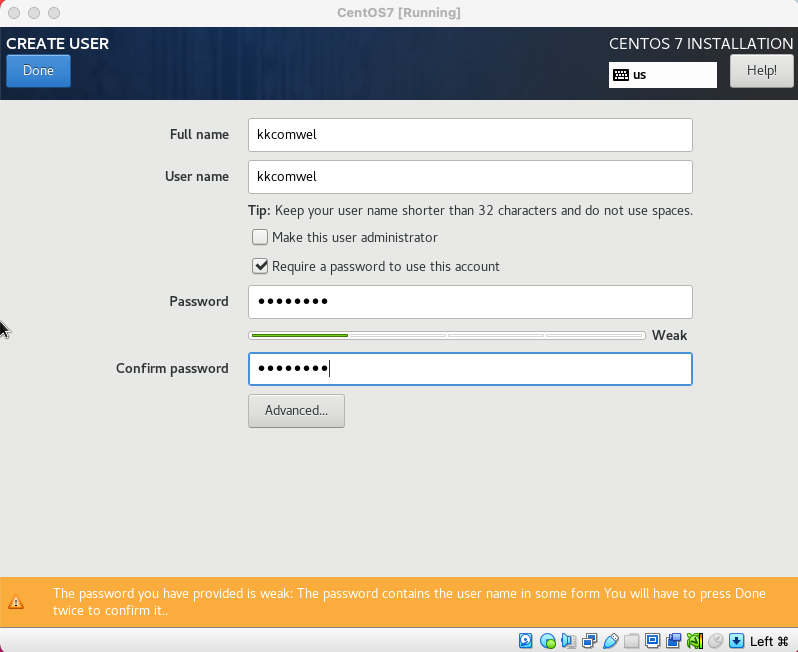 CentOS7 [Running]
CREATE USER
CENTOS 7 INSTALLATION
Done
us
Help!
Full name
kkcomwel
User name
kkcomwel
Tip: Keep your user name shorter than 32 characters and do not use spaces.
Make this user administrator
Require a password to use this account
Password
●●●●●●●●
Weak
Confirm password
●●●●●●●●
Advanced...
The password you have provided is weak: The password contains the user name in some form You will have to press Done
twice to confirm it..
Left ⌘